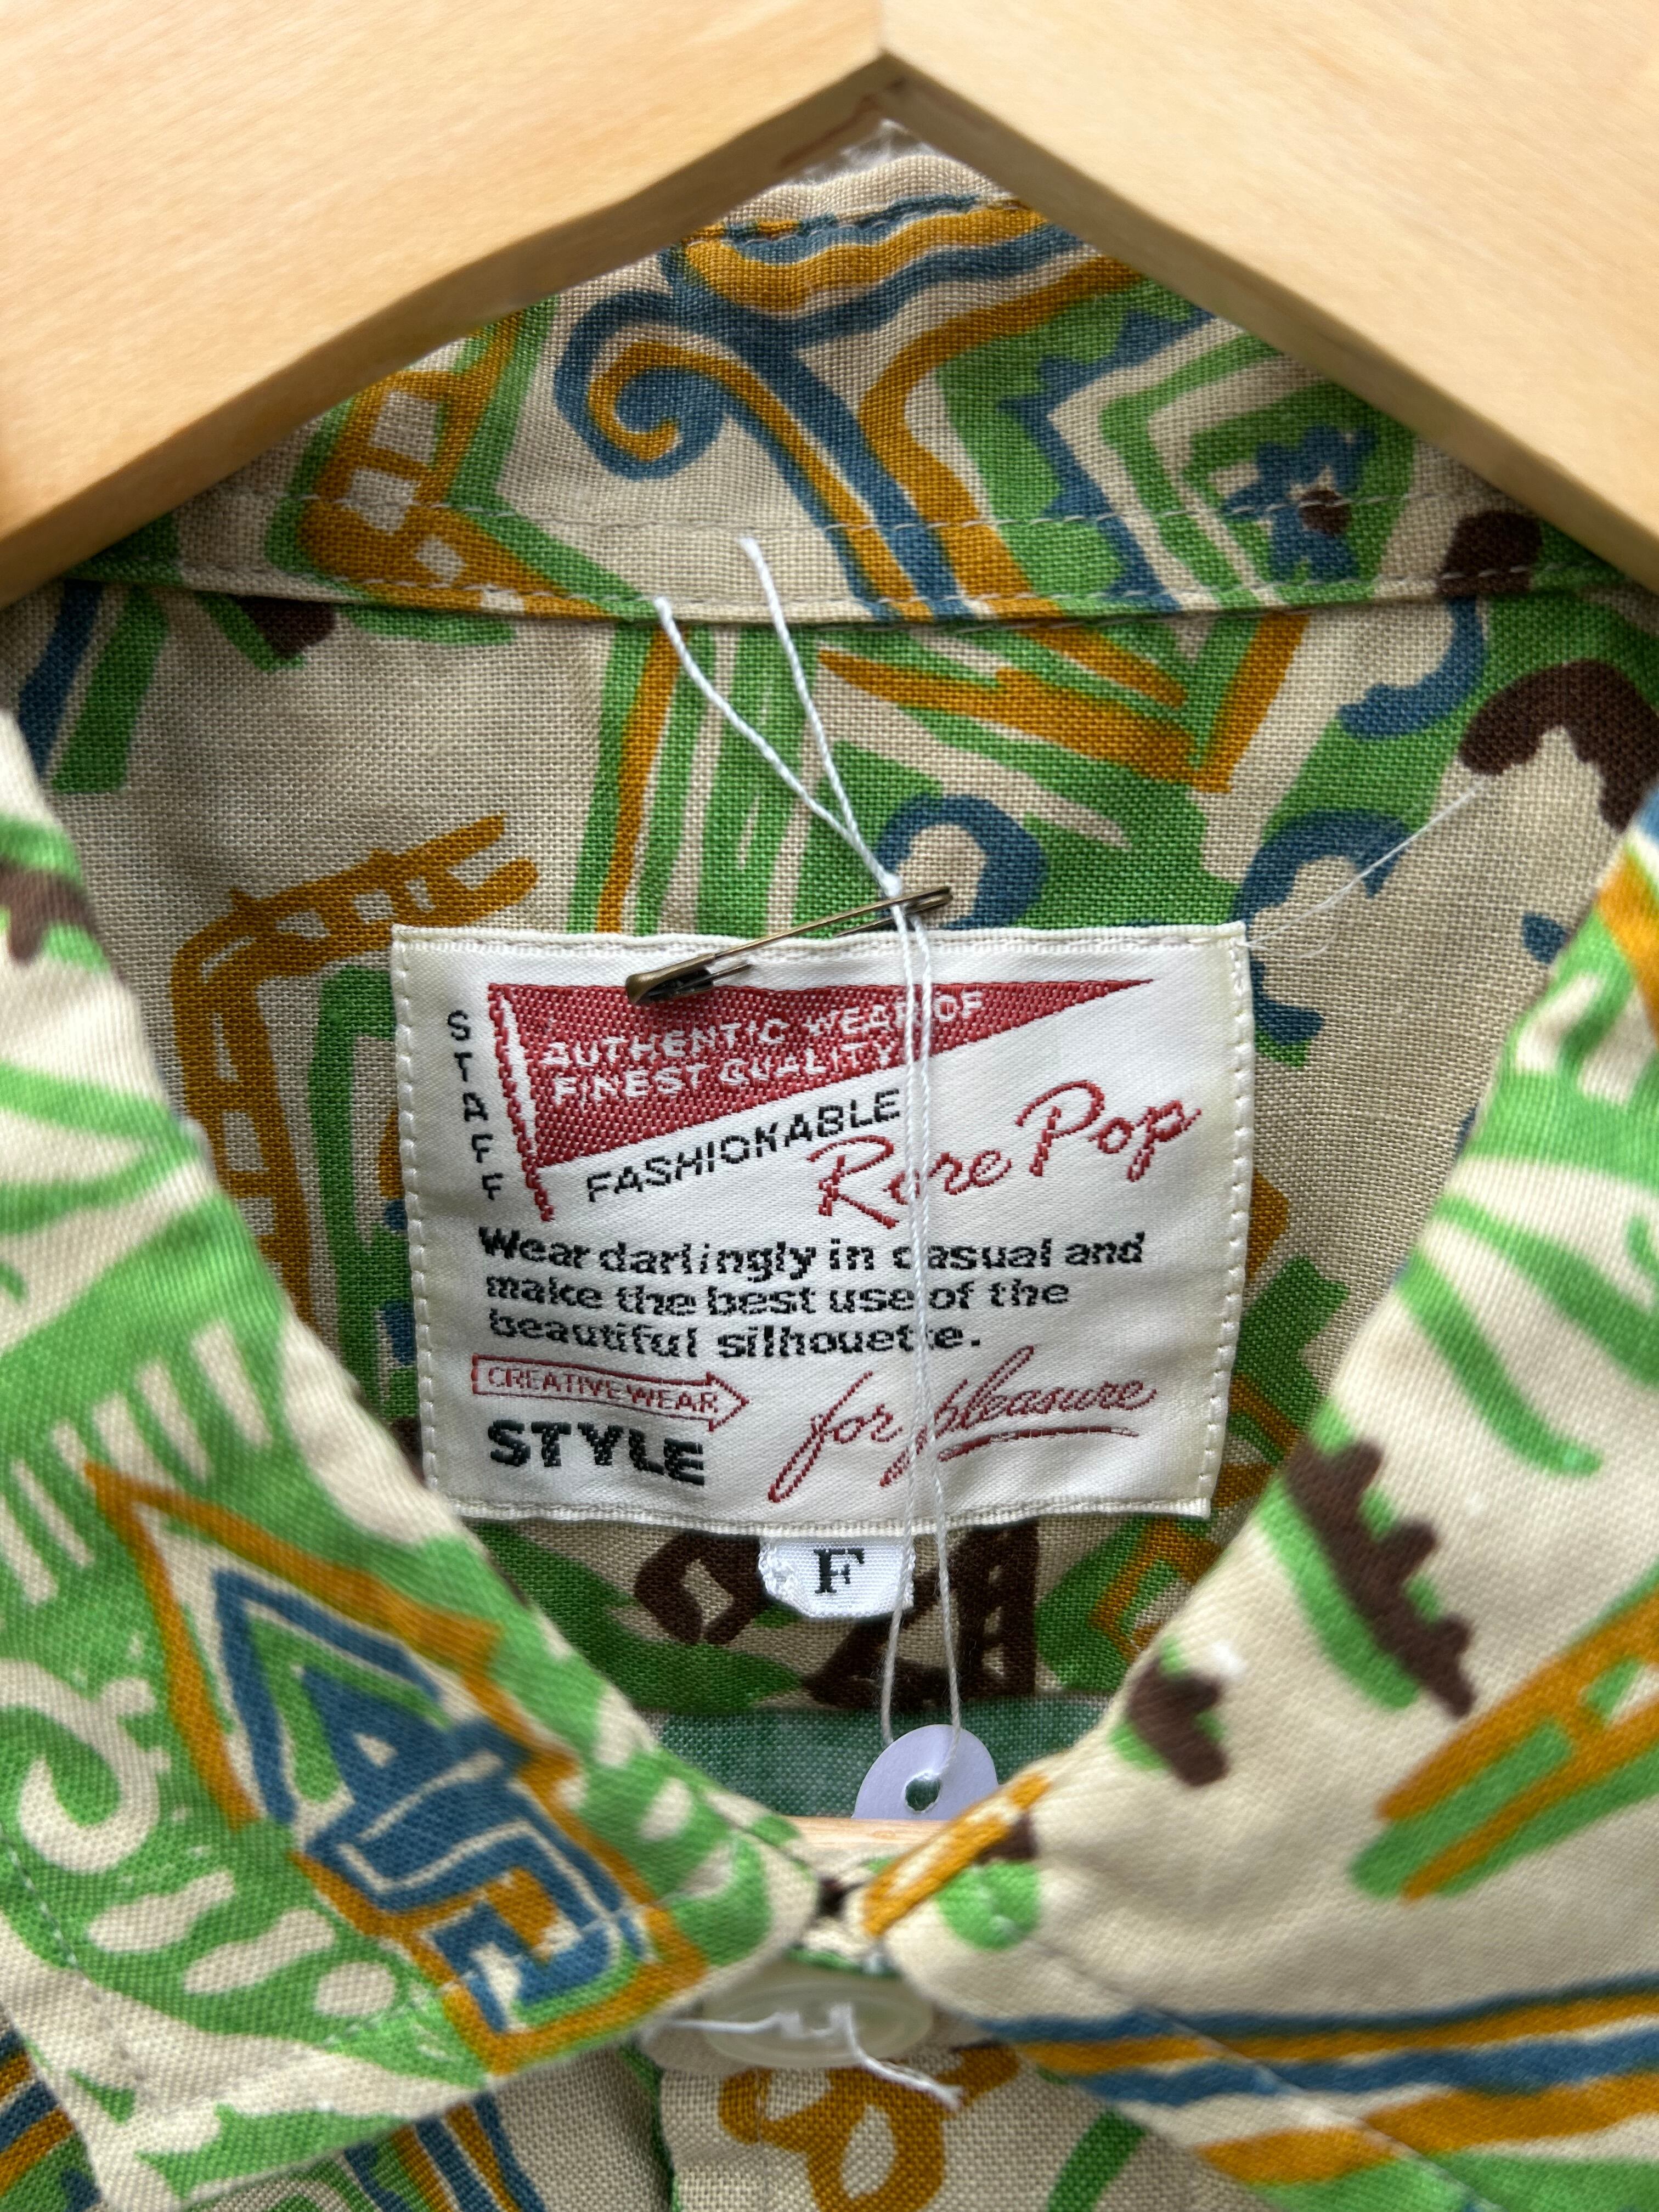 STAFF
AUTHENTIC WEAR OF
FINEST QUALITY
FASHIONABLE
Rore Pop
Wear darlingly in casual and
make the best use of the
beautiful silhouette.
CREATIVE WEAR
STYLE
for pleasure
F